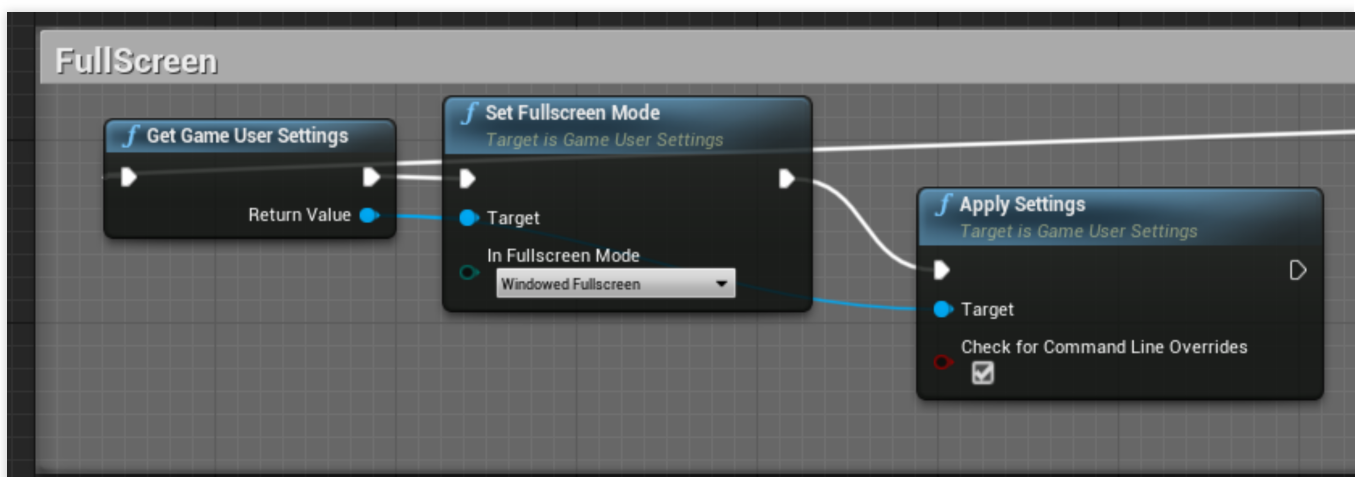 FullScreen
Get Game User Settings
Return Value
Set Fullscreen Mode
Target is Game User Settings
Target
In Fullscreen Mode
Windowed Fullscreen
Apply Settings
Target is Game User Settings
Target
Check for Command Line Overrides